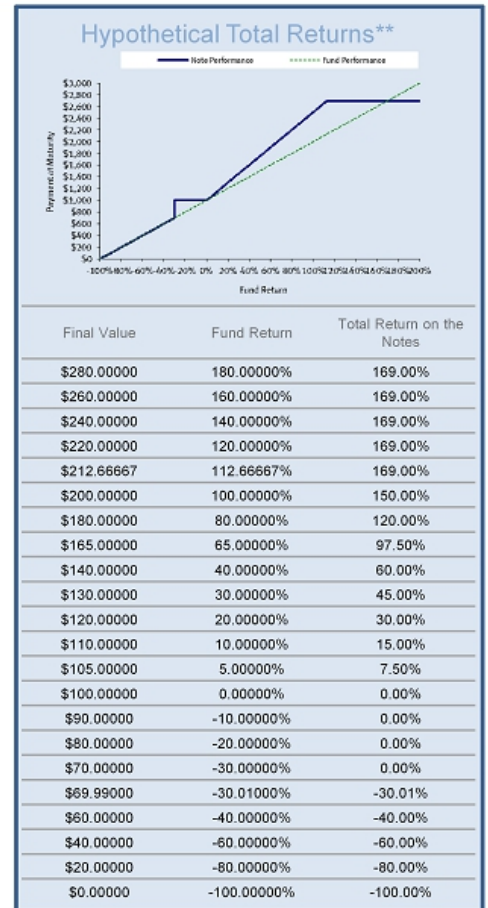 Hypothetical Total Returns**
Note Performance Fund Performance
$3,000
$2,800
$2,600
$2,400
$2,200
$2,000
$1,800
$1,600
$1,400
$1,200
$1,000
$800
$600
$400
$200
$0
Payment at Maturity
-100%-80%-60%-40%-20% 0% 20% 40% 60% 80% 100%120%140%160%180%200%
Fund Return
Final Value Fund Return Total Return on the
Notes
$280.00000 180.00000% 169.00%
$260.00000 160.00000% 169.00%
$240.00000 140.00000% 169.00%
$220.00000 120.00000% 169.00%
$212.66667 112.66667% 169.00%
$200.00000 100.00000% 150.00%
$180.00000 80.00000% 120.00%
$165.00000 65.00000% 97.50%
$140.00000 40.00000% 60.00%
$130.00000 30.00000% 45.00%
$120.00000 20.00000% 30.00%
$110.00000 10.00000% 15.00%
$105.00000 5.00000% 7.50%
$100.00000 0.00000% 0.00%
$90.00000 -10.00000% 0.00%
$80.00000 -20.00000% 0.00%
$70.00000 -30.00000% 0.00%
$69.99000 -30.01000% -30.01%
$60.00000 -40.00000% -40.00%
$40.00000 -60.00000% -60.00%
$20.00000 -80.00000% -80.00%
$0.00000 -100.00000% -100.00%